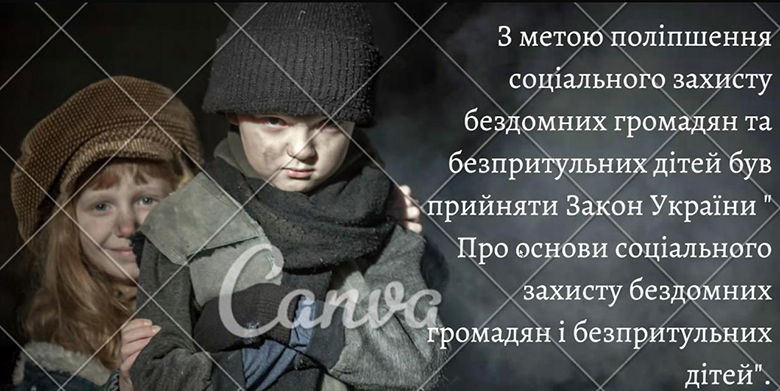 З метою поліпшення
соціального захисту
бездомних громадян та
безпритульних дітей був
прийняти Закон України "
Про основи соціального
захисту бездомних
громадян і безпритульних
дітей".
Canva